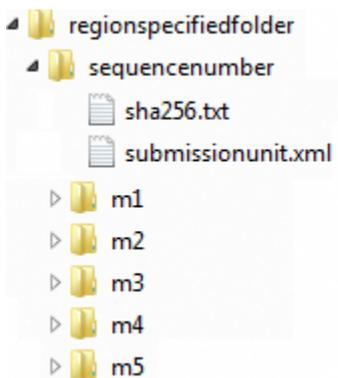 regionspecifiedfolder
sequencenumber
sha256.txt
submissionunit.xml
m1
m2
m3
m4
m5